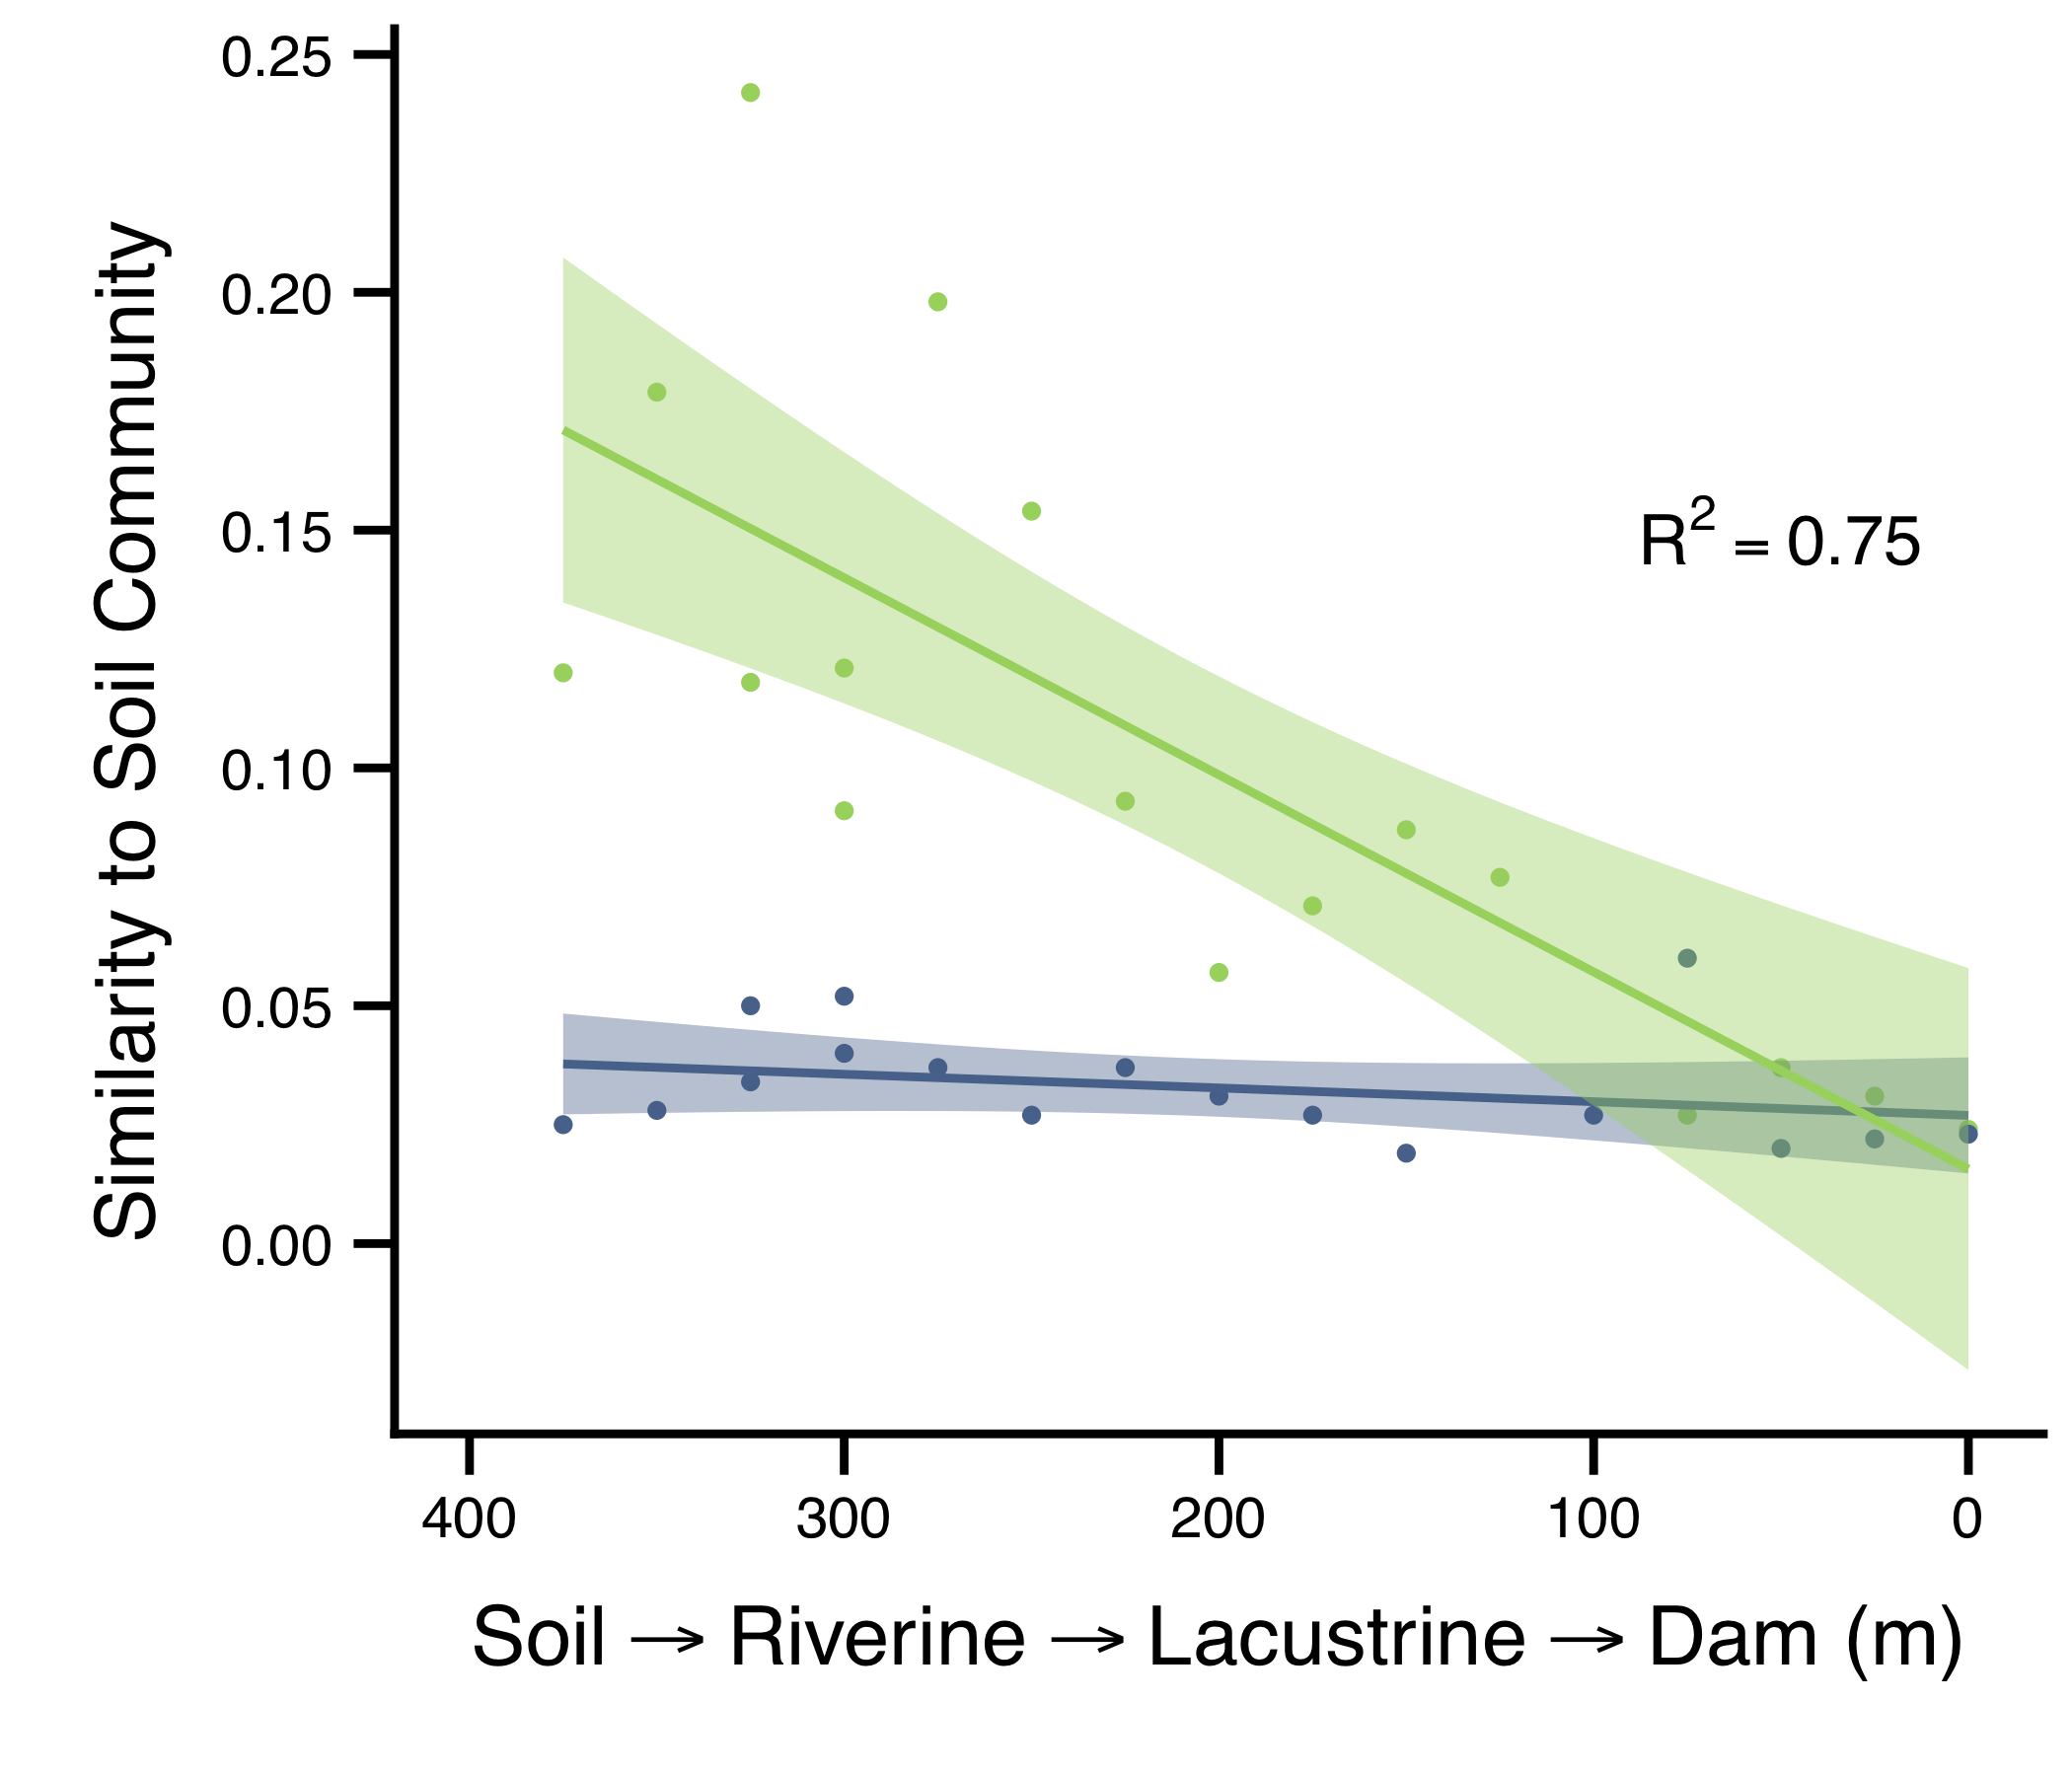 0.25
0.20
0.15
0.10
0.05
0.00
Similarity to Soil Community
R² = 0.75
400 300 200 100 0
Soil → Riverine → Lacustrine → Dam (m)